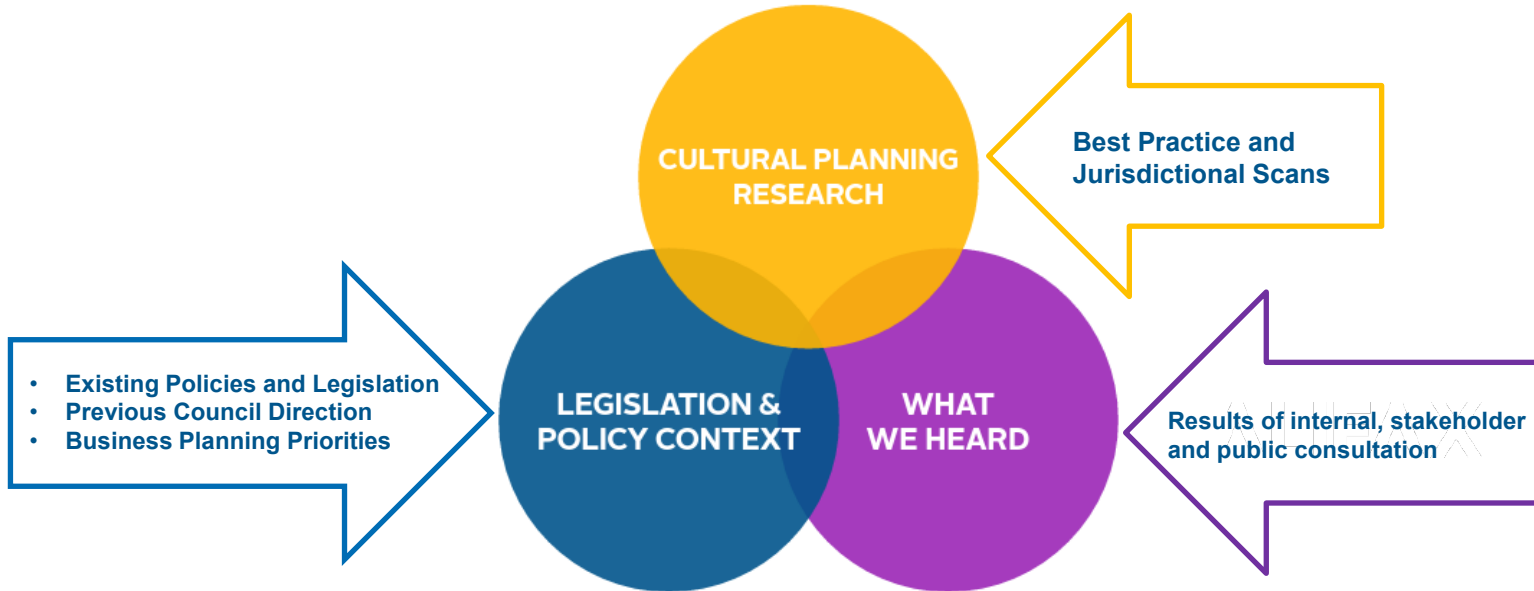 CULTURAL PLANNING
RESEARCH
Best Practice and
Jurisdictional Scans
• Existing Policies and Legislation
• Previous Council Direction
• Business Planning Priorities
LEGISLATION &
POLICY CONTEXT
WHAT
WE HEARD
Results of internal, stakeholder
and public consultation